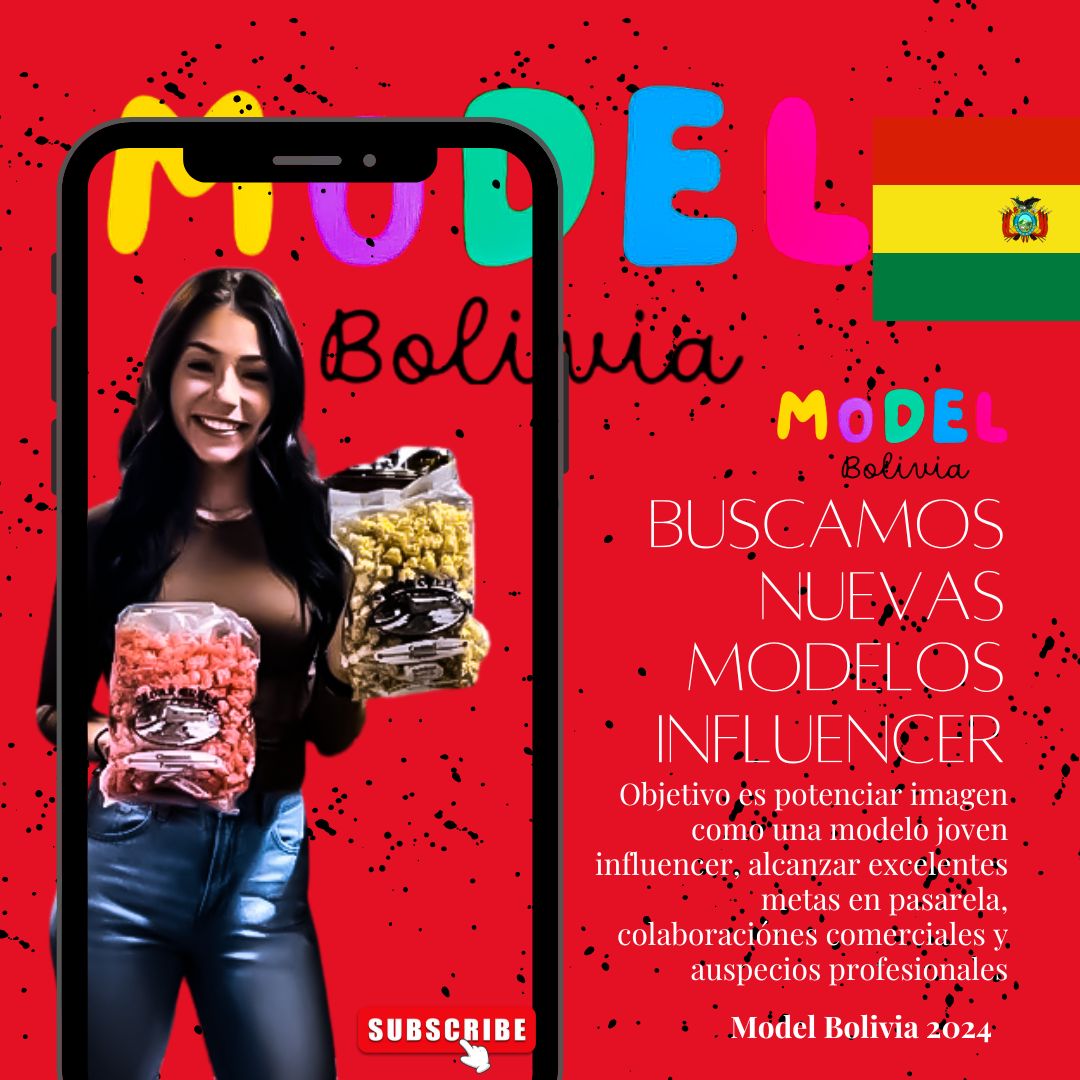 MODEL
Bolivia
MODEL
Bolivia
BUSCAMOS
NUEVAS
MODELOS
INFLUENCER
Objetivo es potenciar imagen
como una modelo joven
influencer, alcanzar excelentes
metas en pasarela,
colaboraciónes comerciales y
auspecios profesionales
Model Bolivia 2024
SUBSCRIBE